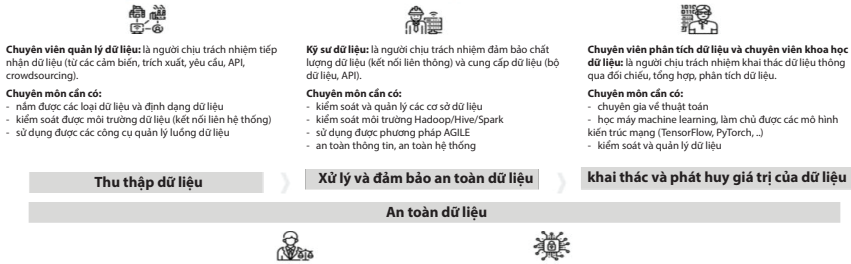 Chuyên viên quản lý dữ liệu: là người chịu trách nhiệm tiếp
nhận dữ liệu (từ các cảm biến, trích xuất, yêu cầu, API,
crowdsourcing).
Chuyên môn cần có:
- nắm được các loại dữ liệu và định dạng dữ liệu
- kiểm soát được môi trường dữ liệu (kết nối liên hệ thống)
- sử dụng được các công cụ quản lý luồng dữ liệu
Kỹ sư dữ liệu: là người chịu trách nhiệm đảm bảo chất
lượng dữ liệu (kết nối liên thông) và cung cấp dữ liệu (bộ
dữ liệu, API).
Chuyên môn cần có:
- kiểm soát và quản lý các cơ sở dữ liệu
- kiểm soát môi trường Hadoop/Hive/Spark
- sử dụng được phương pháp AGILE
- an toàn thông tin, an toàn hệ thống
Chuyên viên phân tích dữ liệu và chuyên viên khoa học
dữ liệu: là người chịu trách nhiệm khai thác dữ liệu thông
qua đối chiếu, tổng hợp, phân tích dữ liệu.
Chuyên môn cần có:
- chuyên gia về thuật toán
- học máy machine learning, làm chủ được các mô hình
kiến trúc mạng (TensorFlow, PyTorch, ..)
- kiểm soát và quản lý dữ liệu
Thu thập dữ liệu
Xử lý và đảm bảo an toàn dữ liệu
khai thác và phát huy giá trị của dữ liệu
An toàn dữ liệu